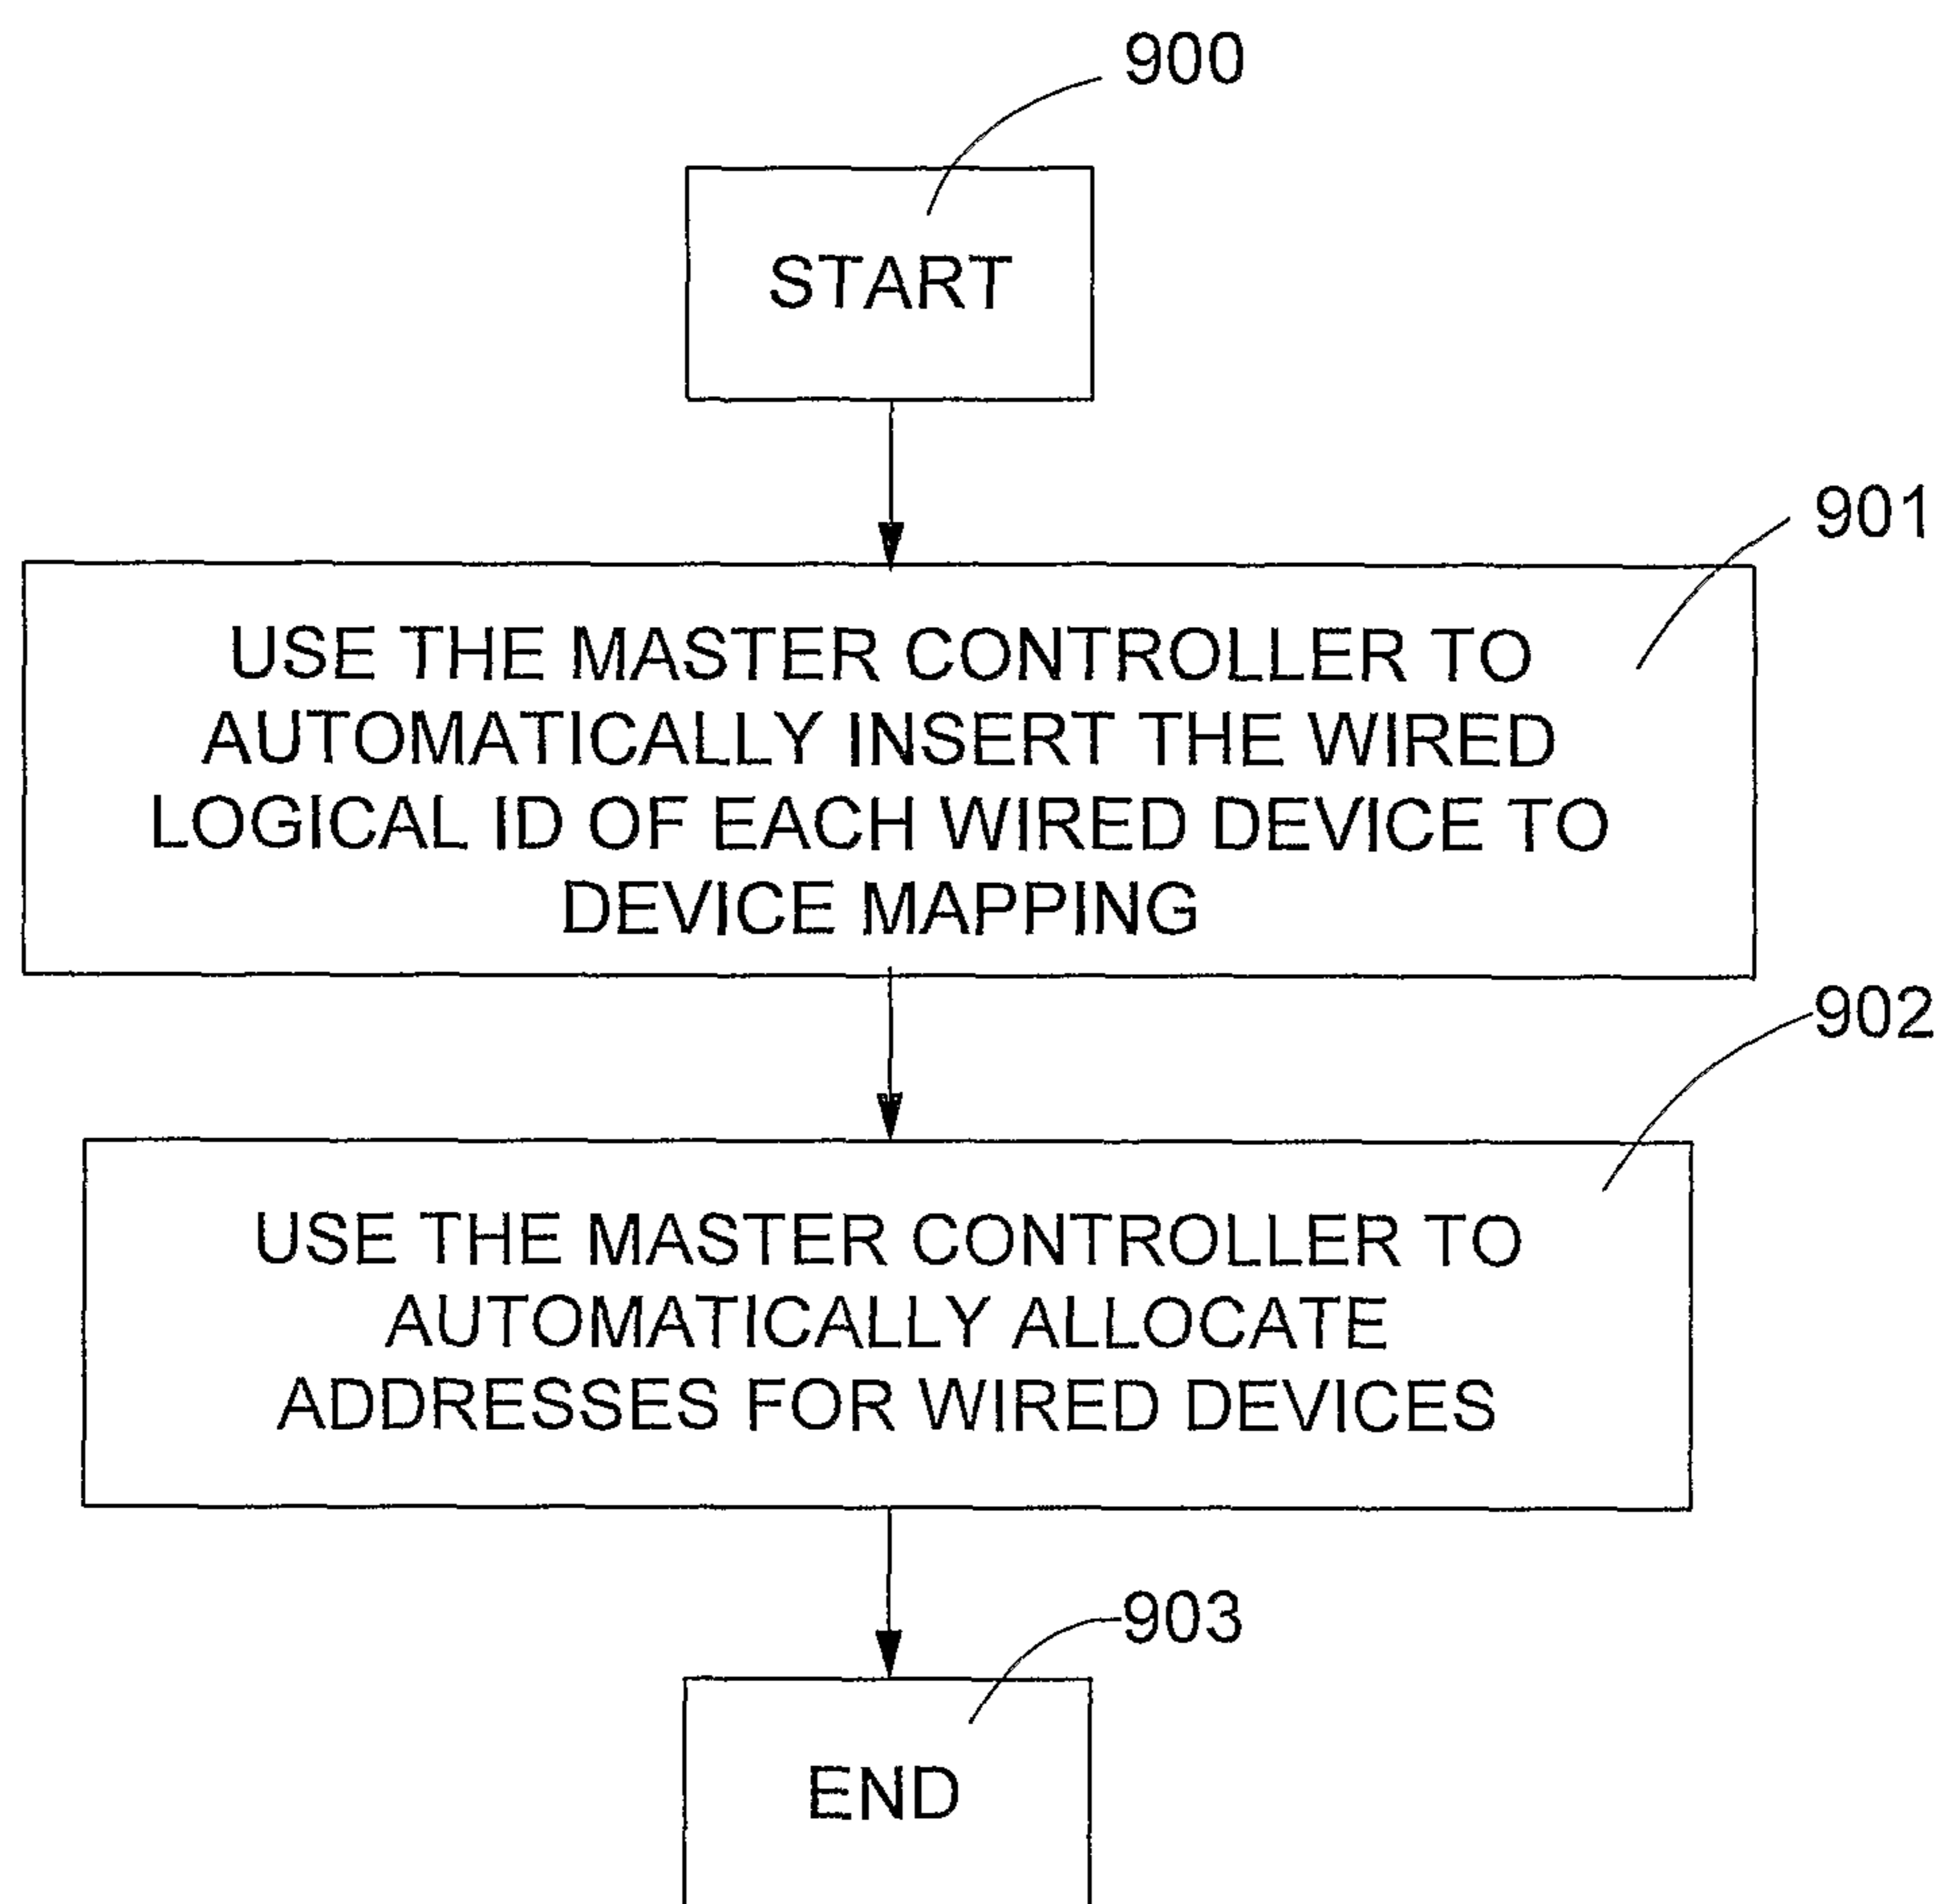 900
START
901
USE THE MASTER CONTROLLER TO
AUTOMATICALLY INSERT THE WIRED
LOGICAL ID OF EACH WIRED DEVICE TO
DEVICE MAPPING
902
USE THE MASTER CONTROLLER TO
AUTOMATICALLY ALLOCATE
ADDRESSES FOR WIRED DEVICES
903
END